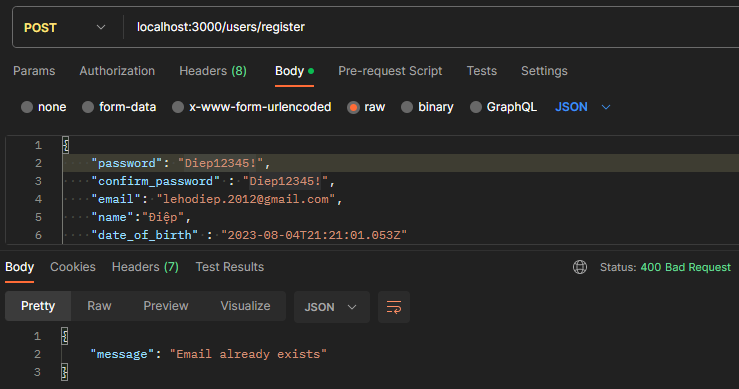 POST localhost:3000/users/register
Params Authorization Headers (8) Body Pre-request Script Tests Settings
none form-data x-www-form-urlencoded raw binary GraphQL JSON
1 {
2 "password": "Diep12345!",
3 "confirm_password" : "Diep12345!",
4 "email": "lehodiep.2012@gmail.com",
5 "name":"Điệp",
6 "date_of_birth" : "2023-08-04T21:21:01.053Z"
Body Cookies Headers (7) Test Results Status: 400 Bad Request
Pretty Raw Preview Visualize JSON
1 {
2 "message": "Email already exists"
3 }